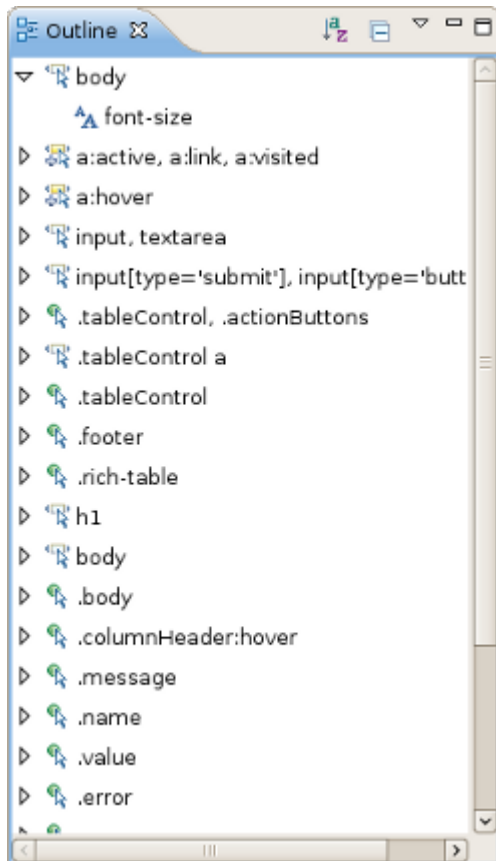 Outline
body
font-size
a:active, a:link, a:visited
a:hover
input, textarea
input[type='submit'], input[type='butt
.tableControl, .actionButtons
.tableControl a
.tableControl
.footer
.rich-table
h1
body
.body
.columnHeader:hover
.message
.name
.value
.error